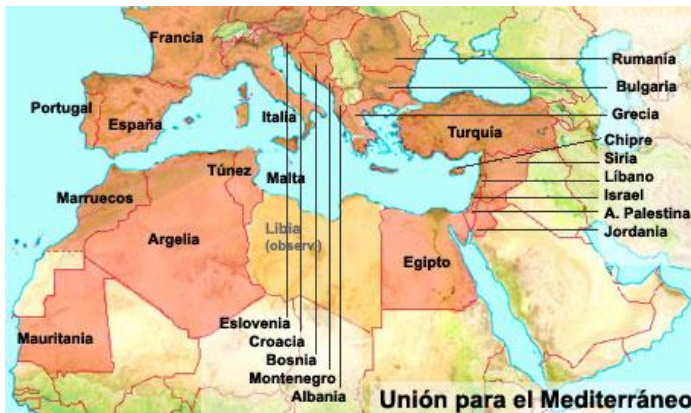 Francia
Portugal
España
Italia
Turquía
Rumanía
Bulgaria
Grecia
Chipre
Siria
Líbano
Israel
A. Palestina
Jordania
Túnez
Malta
Marruecos
Argelia
Libia
(observ.)
Egipto
Mauritania
Eslovenia
Croacia
Bosnia
Montenegro
Albania
Unión para el Mediterráneo